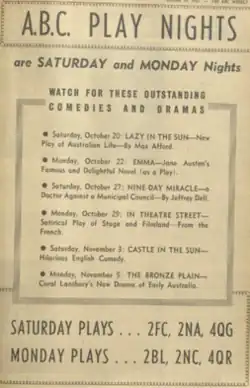 A.B.C. PLAY NIGHTS
are SATURDAY and MONDAY Nights
WATCH FOR THESE OUTSTANDING
COMEDIES AND DRAMAS
● Saturday, October 20: LAZY IN THE SUN—New
Play of Australian Life—By Max Afford.
● Monday, October 22: EMMA—Jane Austen's
Famous and Delightful Novel (as a Play).
● Saturday, October 27: NINE DAY MIRACLE—a
Doctor Against a Municipal Council—By Jeffrey Dell.
● Monday, October 29: IN THEATRE STREET—
Satirical Play of Stage and Filmland—From
the French.
● Saturday, November 3: CASTLE IN THE SUN—
Hilarious English Comedy.
● Monday, November 5: THE BRONZE PLAIN—
Coral Lansbury's New Drama of Early Australia.
SATURDAY PLAYS . . . 2FC, 2NA, 4QG
MONDAY PLAYS . . . 2BL, 2NC, 4QR